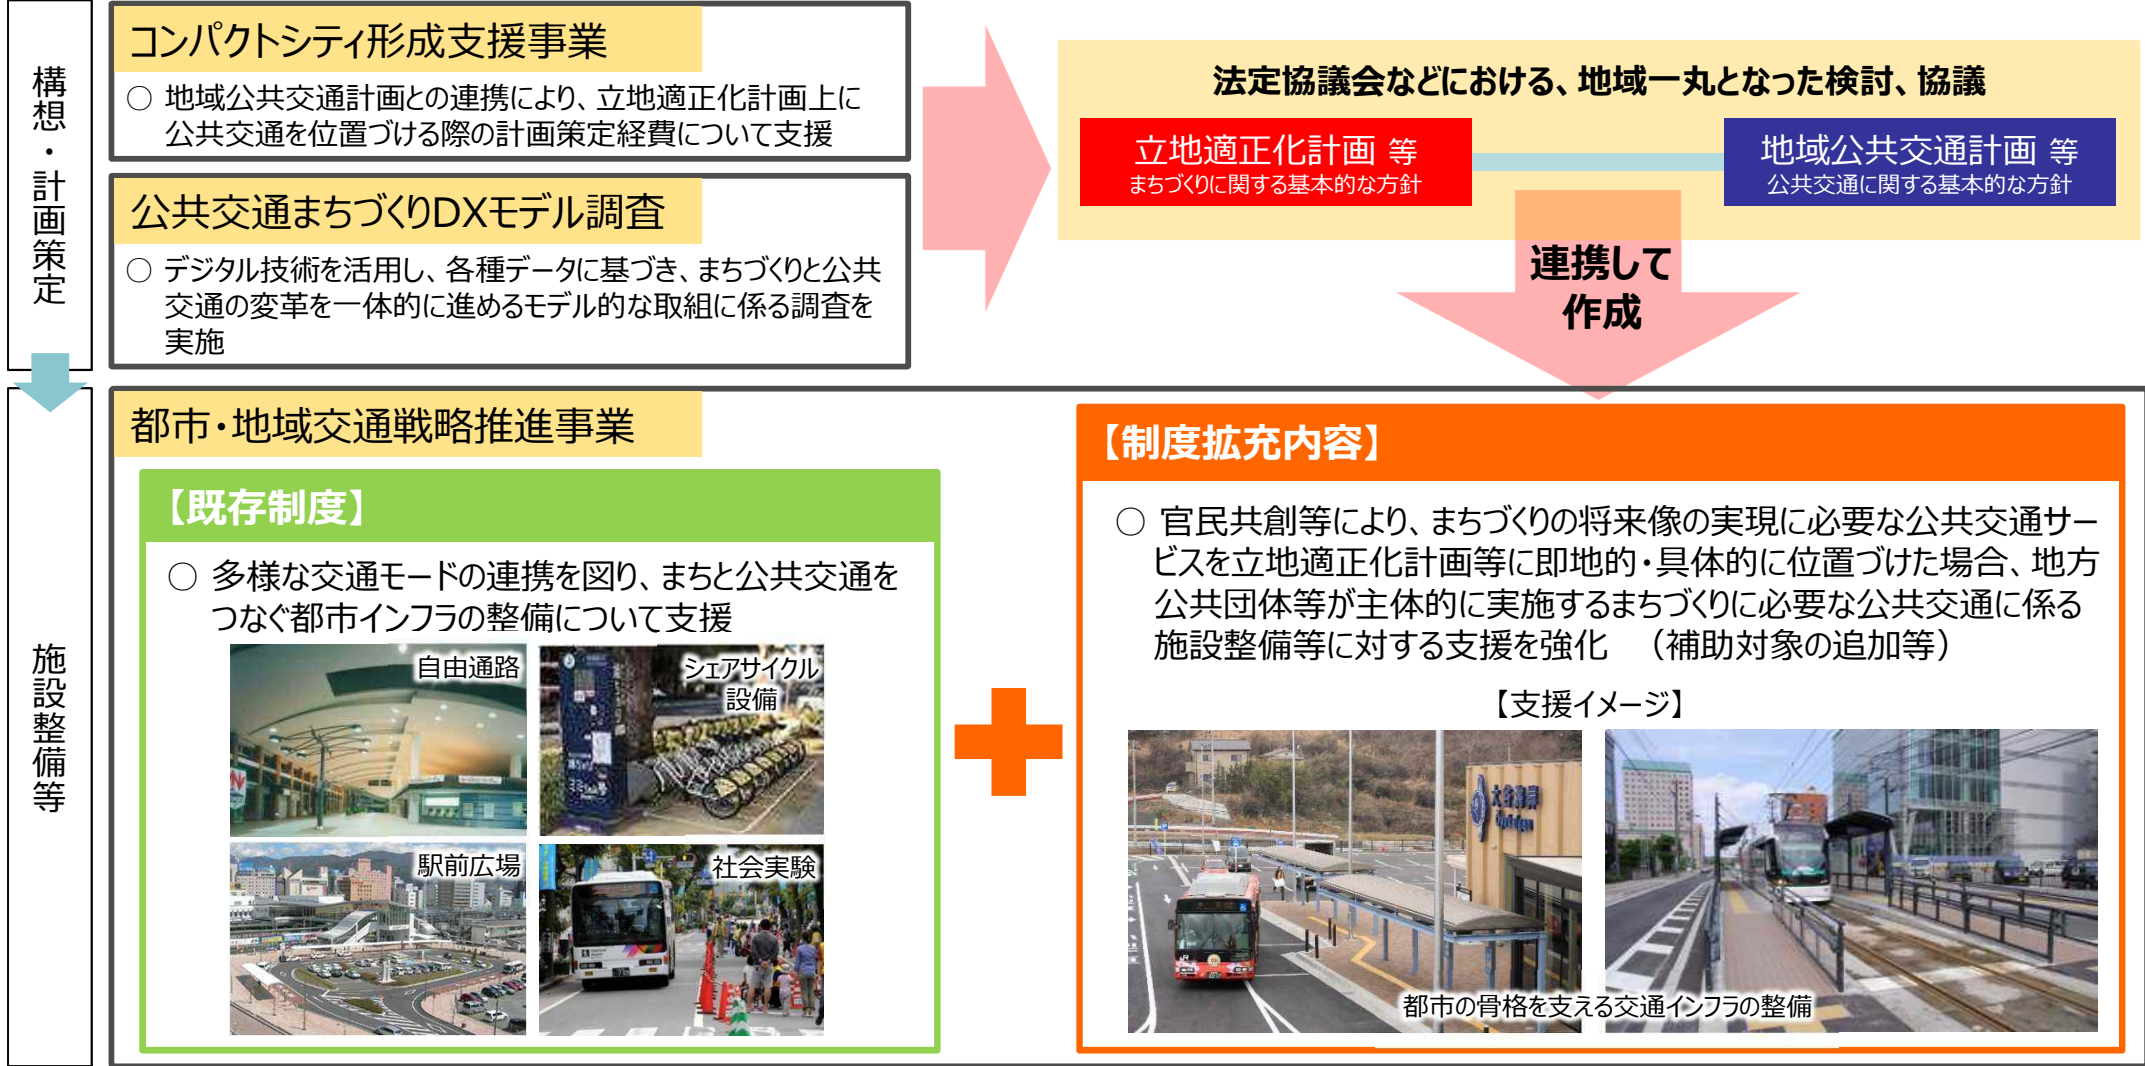 構想・計画策定
コンパクトシティ形成支援事業
○ 地域公共交通計画との連携により、立地適正化計画上に
公共交通を位置づける際の計画策定経費について支援
公共交通まちづくりDXモデル調査
○ デジタル技術を活用し、各種データに基づき、まちづくりと公共
交通の変革を一体的に進めるモデル的な取組に係る調査を
実施
法定協議会などにおける、地域一丸となった検討、協議
立地適正化計画 等
まちづくりに関する基本的な方針
地域公共交通計画 等
公共交通に関する基本的な方針
連携して
作成
施設整備等
都市・地域交通戦略推進事業
【既存制度】
○ 多様な交通モードの連携を図り、まちと公共交通を
つなぐ都市インフラの整備について支援
自由通路
シェアサイクル
設備
駅前広場
社会実験
【制度拡充内容】
○ 官民共創等により、まちづくりの将来像の実現に必要な公共交通サー
ビスを立地適正化計画等に即地的・具体的に位置づけた場合、地方
公共団体等が主体的に実施するまちづくりに必要な公共交通に係る
施設整備等に対する支援を強化 （補助対象の追加等）
【支援イメージ】
大谷海岸
都市の骨格を支える交通インフラの整備